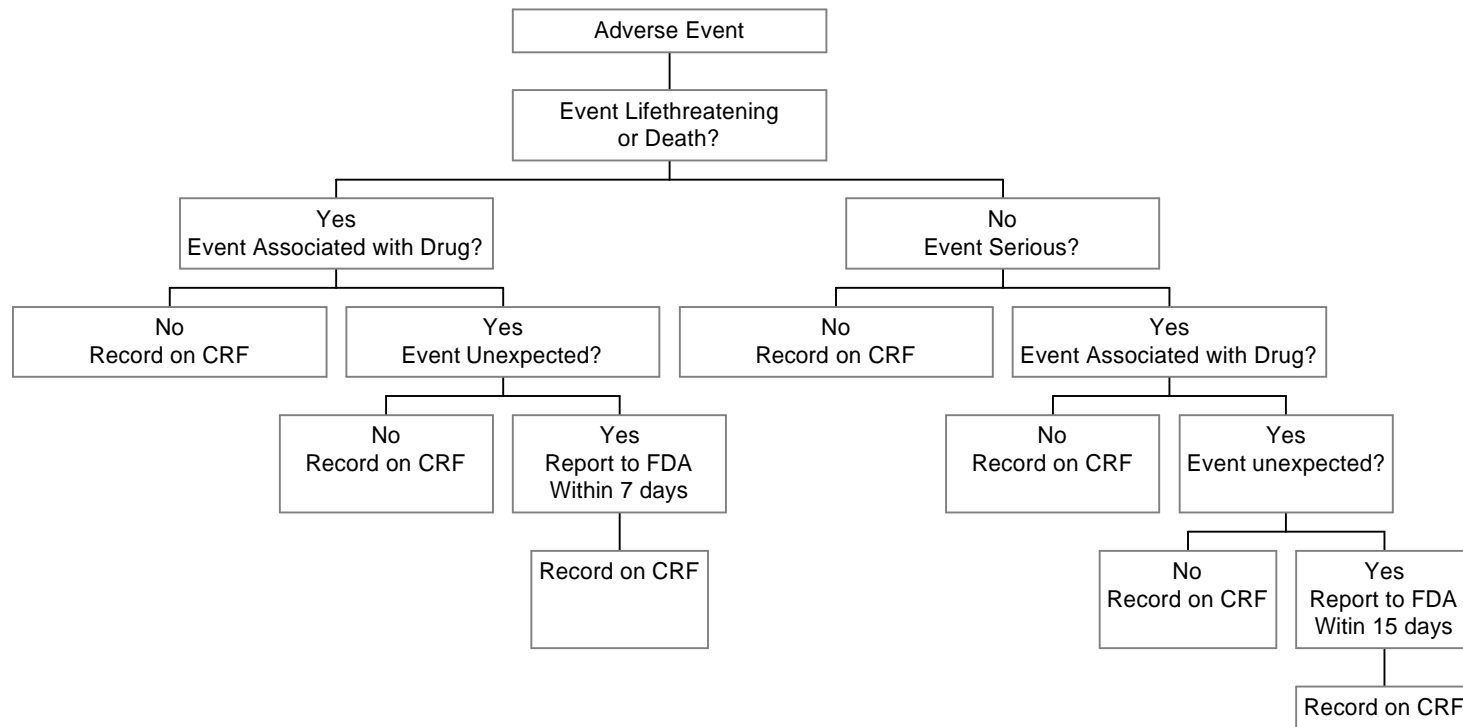 Adverse Event
Event Lifethreatening
or Death?
Yes
Event Associated with Drug?
No
Event Serious?
No
Record on CRF
Yes
Event Unexpected?
No
Record on CRF
Yes
Event Associated with Drug?
No
Record on CRF
Yes
Report to FDA
Within 7 days
No
Record on CRF
Yes
Event unexpected?
Record on CRF
No
Record on CRF
Yes
Report to FDA
Witin 15 days
Record on CRF